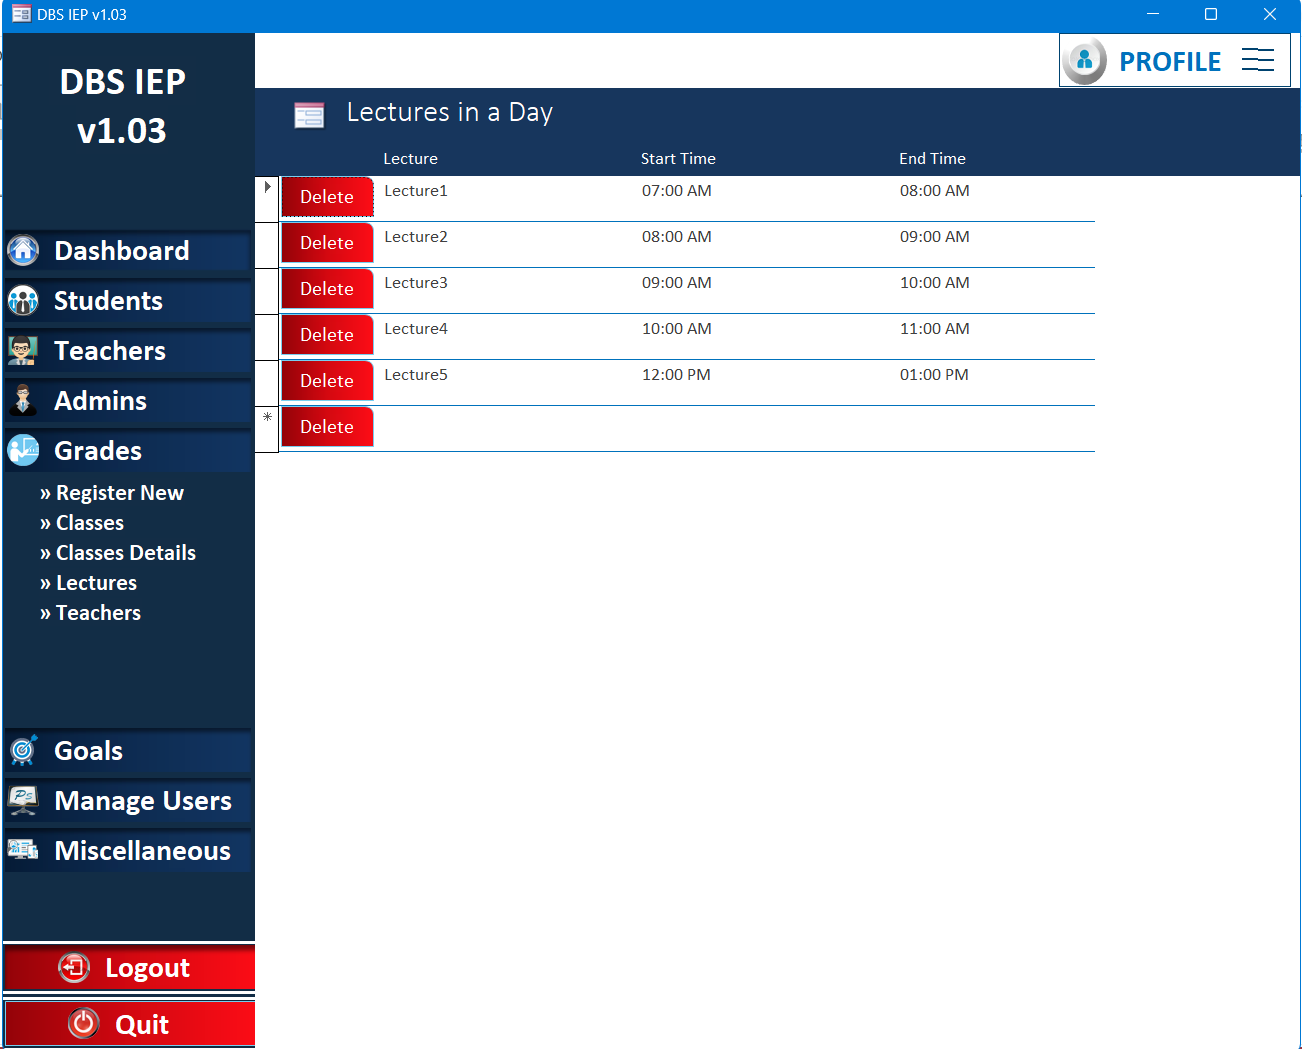 DBS IEP v1.03
DBS IEP
v1.03
PROFILE
Lectures in a Day
Lecture Start Time End Time
Delete Lecture1 07:00 AM 08:00 AM
Delete Lecture2 08:00 AM 09:00 AM
Delete Lecture3 09:00 AM 10:00 AM
Delete Lecture4 10:00 AM 11:00 AM
Delete Lecture5 12:00 PM 01:00 PM
* Delete
Dashboard
Students
Teachers
Admins
Grades
» Register New
» Classes
» Classes Details
» Lectures
» Teachers
Goals
Ps
Manage Users
Miscellaneous
Logout
Quit